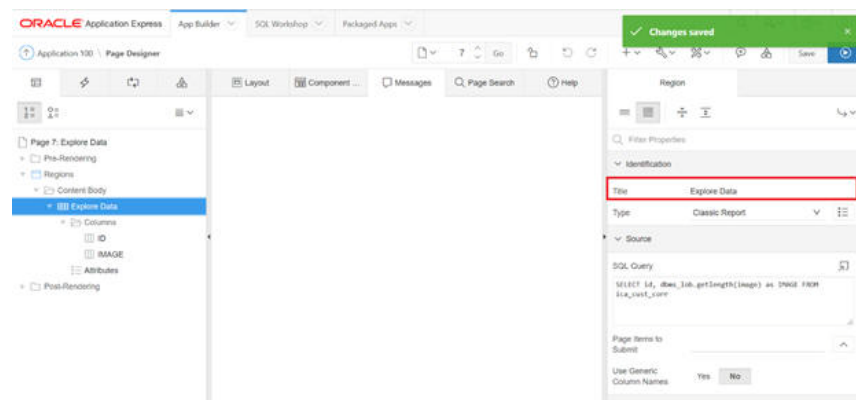 ORACLE Application Express App Builder SQL Workshop Packaged Apps
Changes saved
Application 100 \ Page Designer 7 Go Save
Layout Component ... Messages Page Search Help Region
Page 7: Explore Data
Pre-Rendering
Regions
Content Body
Explore Data
Columns
ID
IMAGE
Attributes
Post-Rendering
Filter Properties
Identification
Title Explore Data
Type Classic Report
Source
SQL Query
SELECT id, dbms_lob.getlength(image) as IMAGE FROM
ica_cust_corr
Page Items to
Submit
Use Generic
Column Names Yes No